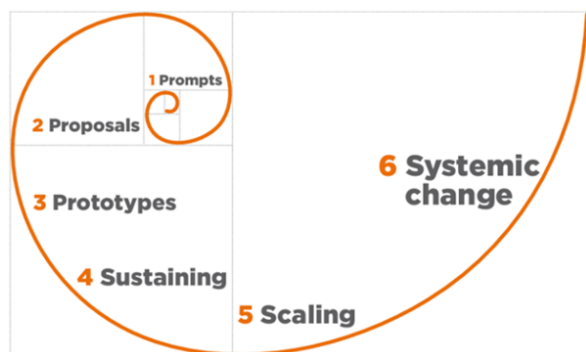 1 Prompts
2 Proposals
3 Prototypes
4 Sustaining
5 Scaling
6 Systemic
change